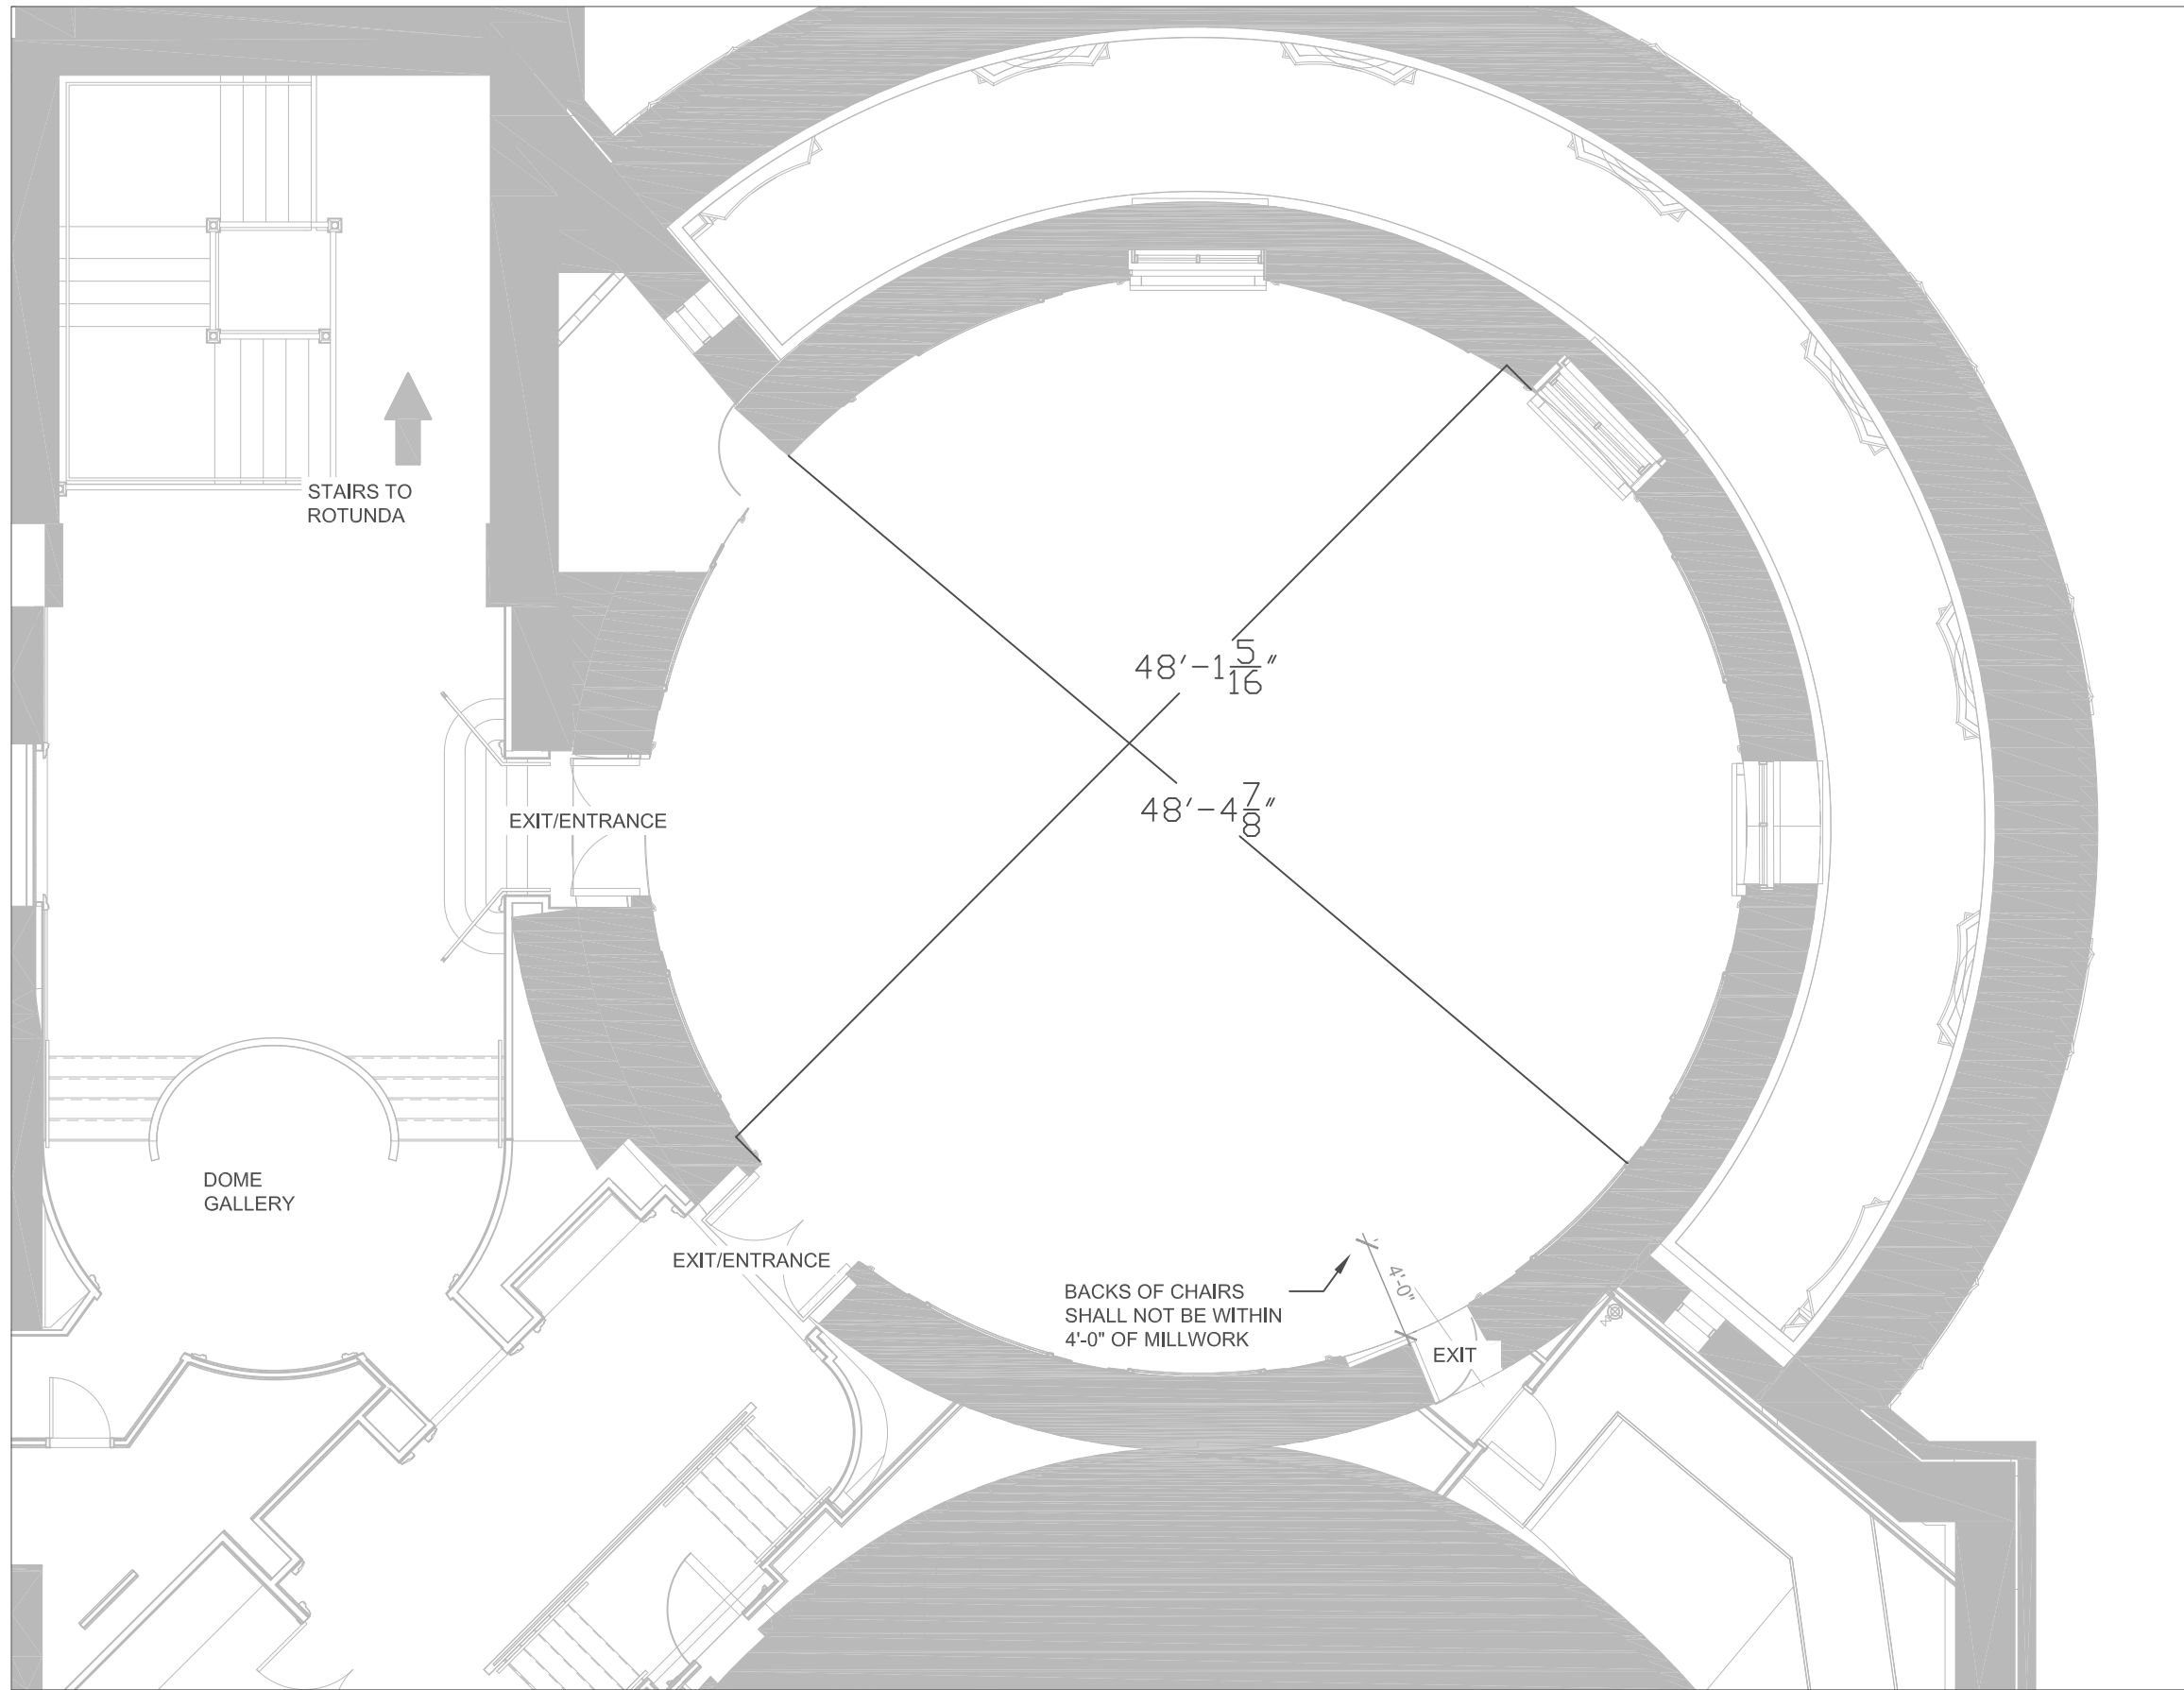 STAIRS TO
ROTUNDA
48'-1 5/16"
48'-4 7/8"
EXIT/ENTRANCE
DOME
GALLERY
EXIT/ENTRANCE
BACKS OF CHAIRS
SHALL NOT BE WITHIN
4'-0" OF MILLWORK
4'-0"
EXIT